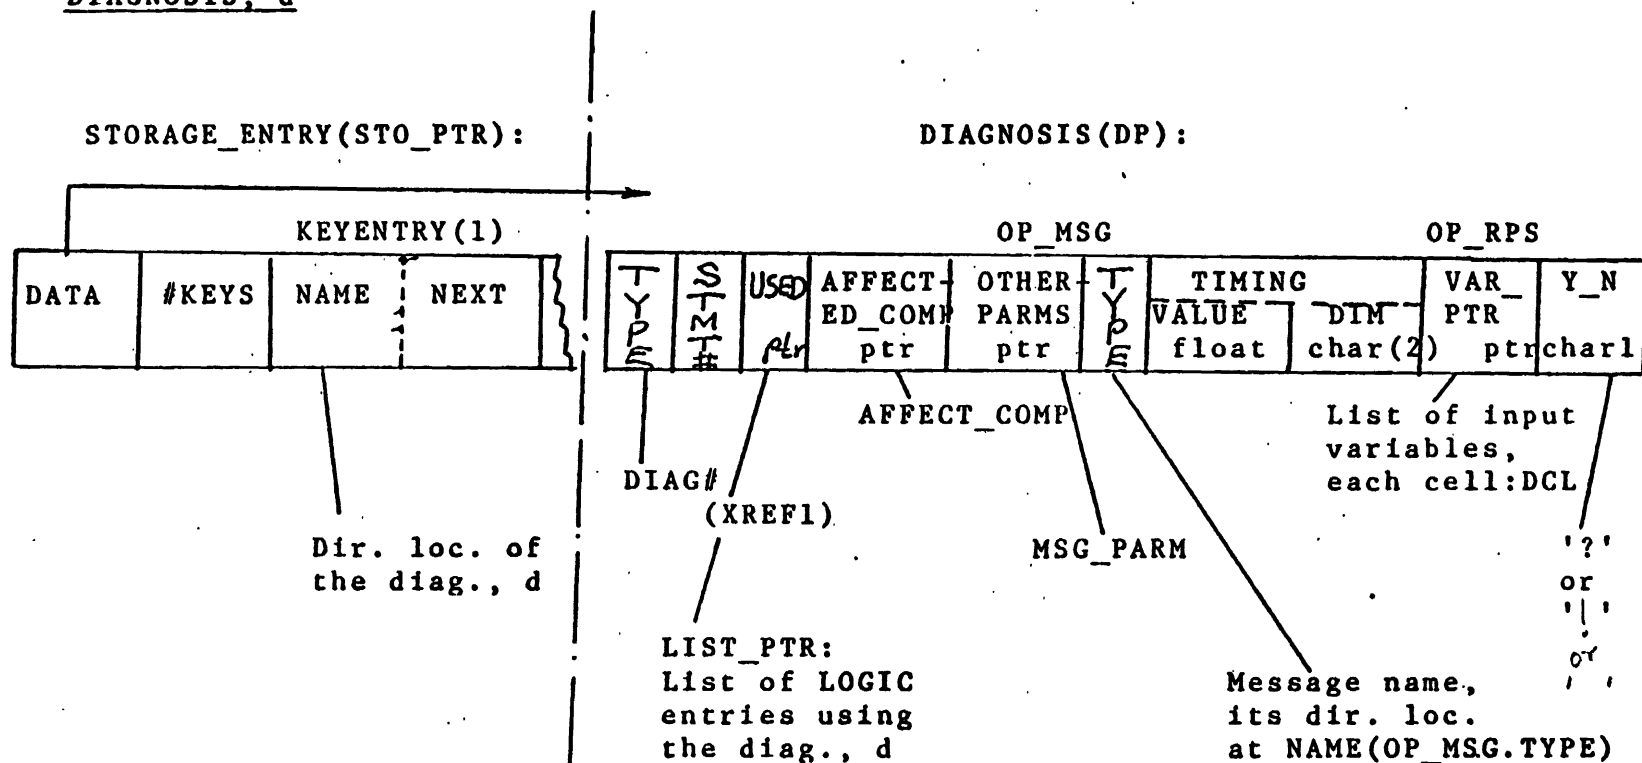 DIAGNOSIS, d
STORAGE_ENTRY(STO_PTR):
DIAGNOSIS(DP):
KEYENTRY(1)
OP_MSG
OP_RPS
DATA
#KEYS
NAME
NEXT
TYPE
STMT#
USED ptr
AFFECT-
ED_COMP
ptr
OTHER-
PARMS
ptr
TYPE
TIMING
VALUE
float
DIM
char(2)
VAR_
PTR
ptr
Y_N
char1
AFFECT_COMP
List of input
variables,
each cell:DCL
DIAG#
(XREF1)
Dir. loc. of
the diag., d
MSG_PARM
'?'
or
'|'
or
' '
LIST_PTR:
List of LOGIC
entries using
the diag., d
Message name,
its dir. loc.
at NAME(OP_MSG.TYPE)